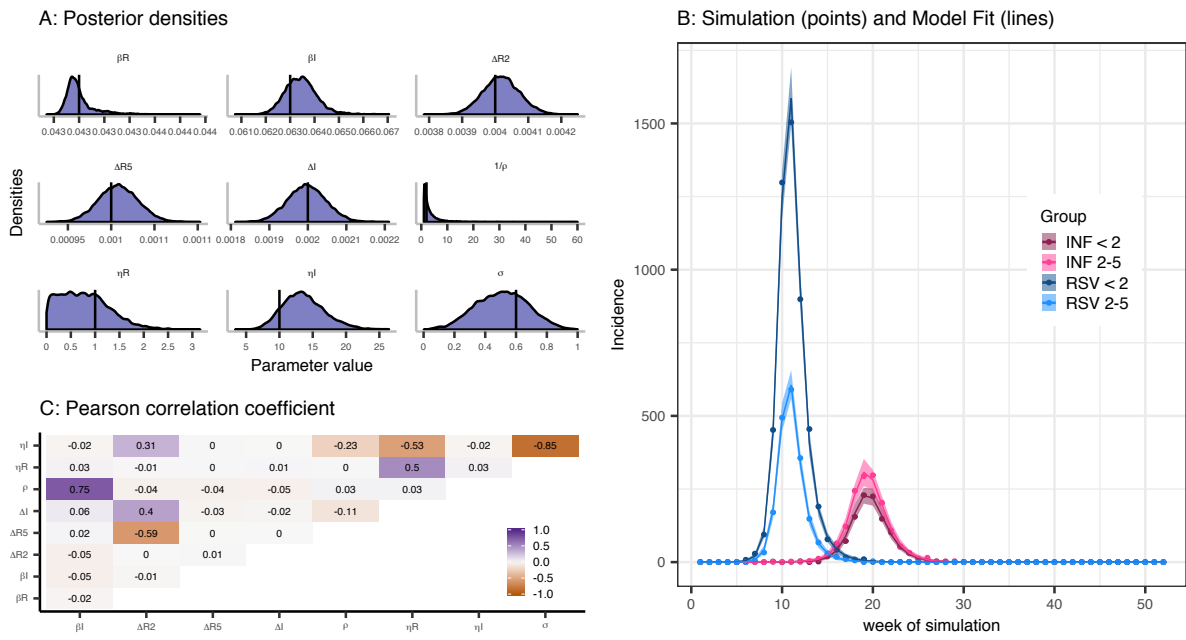 A: Posterior densities
βR
βI
ΔR2
0.043 0.043 0.043 0.043 0.044 0.044 0.044
0.061 0.062 0.063 0.064 0.065 0.066 0.067
0.0038 0.0039 0.004 0.0041 0.0042
ΔR5
ΔI
1/ρ
0.00095 0.001 0.0011 0.0011
0.0018 0.0019 0.002 0.0021 0.0022
0 10 20 30 40 50 60
ηR
ηI
σ
0 0.5 1 1.5 2 2.5 3
5 10 15 20 25
0 0.2 0.4 0.6 0.8 1
Densities
Parameter value
C: Pearson correlation coefficient
ηI -0.02 0.31 0 0 -0.23 -0.53 -0.02 -0.85
ηR 0.03 -0.01 0 0.01 0 0.5 0.03
ρ 0.75 -0.04 -0.04 -0.05 0.03 0.03
ΔI 0.06 0.4 -0.03 -0.02 -0.11
ΔR5 0.02 -0.59 0 0
ΔR2 -0.05 0 0.01
βI -0.05 -0.01
βR -0.02
βI ΔR2 ΔR5 ΔI ρ ηR ηI σ
1.0
0.5
0.0
-0.5
-1.0
B: Simulation (points) and Model Fit (lines)
1500
1000
500
0
Incidence
0 10 20 30 40 50
week of simulation
Group
INF < 2
INF 2-5
RSV < 2
RSV 2-5